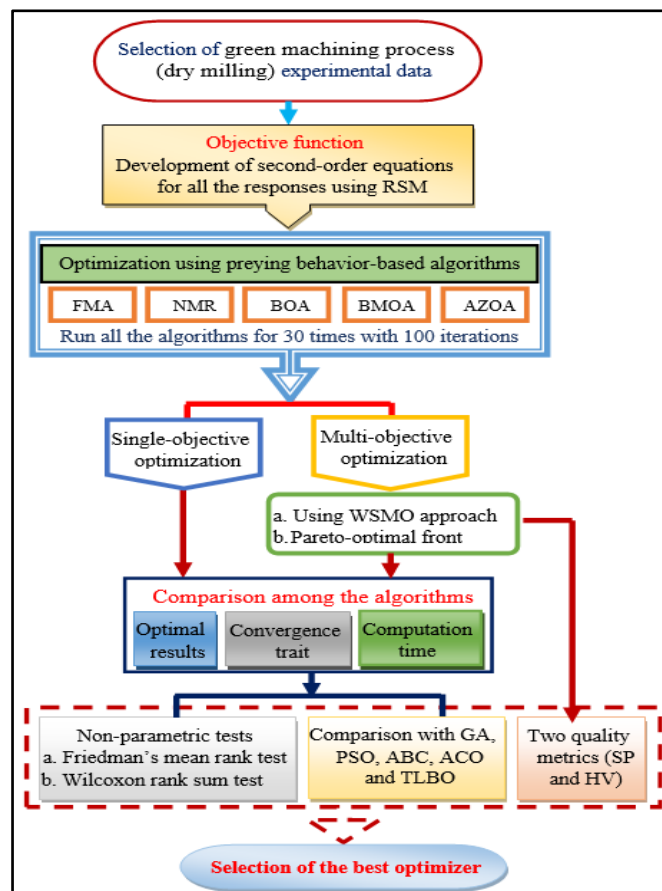 Selection of green machining process
(dry milling) experimental data
Objective function
Development of second-order equations
for all the responses using RSM
Optimization using preying behavior-based algorithms
FMA
NMR
BOA
BMOA
AZOA
Run all the algorithms for 30 times with 100 iterations
Single-objective
optimization
Multi-objective
optimization
a. Using WSMO approach
b. Pareto-optimal front
Comparison among the algorithms
Optimal
results
Convergence
trait
Computation
time
Non-parametric tests
a. Friedman's mean rank test
b. Wilcoxon rank sum test
Comparison with GA,
PSO, ABC, ACO
and TLBO
Two quality
metrics (SP
and HV)
Selection of the best optimizer